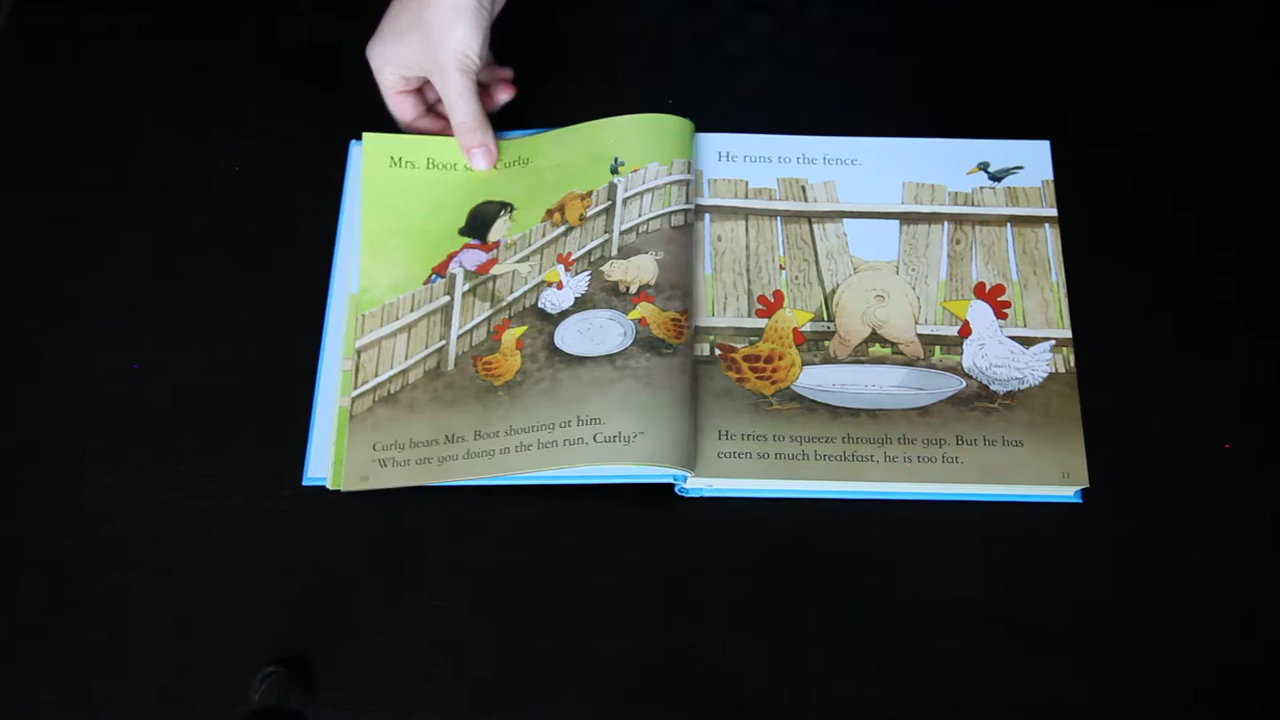 Mrs. Boot Curly.
Curly hears Mrs. Boot shouting at him.
"What are you doing in the hen run, Curly?"
10
He runs to the fence.
He tries to squeeze through the gap. But he has
eaten so much breakfast, he is too fat.
11